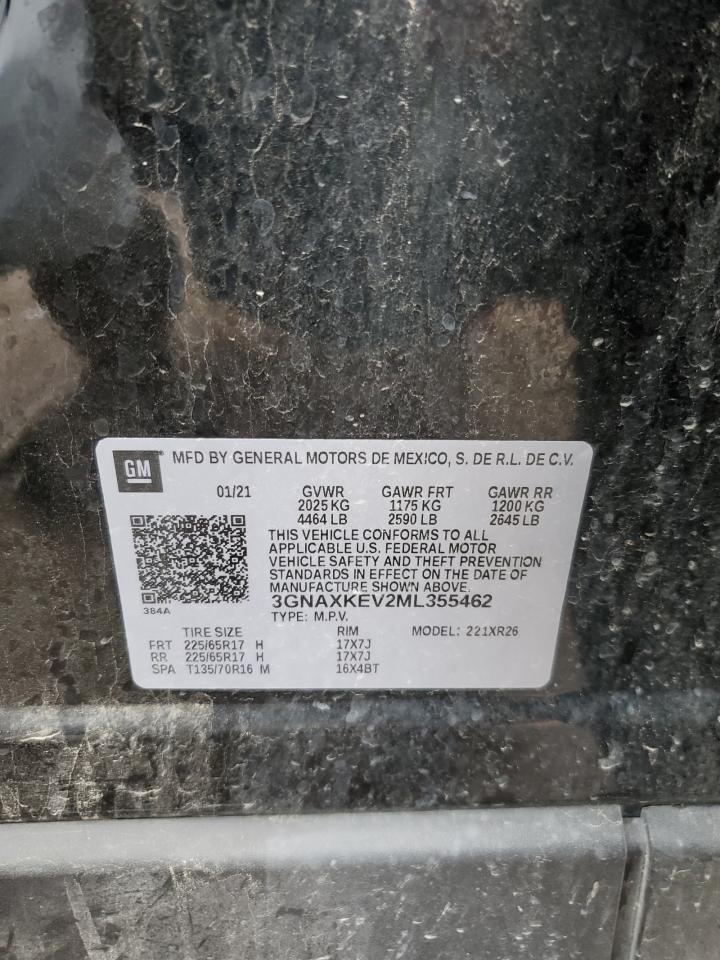 GM
MFD BY GENERAL MOTORS DE MEXICO, S. DE R.L. DE C.V.
01/21 GVWR GAWR FRT GAWR RR
2025 KG 1175 KG 1200 KG
4464 LB 2590 LB 2645 LB
THIS VEHICLE CONFORMS TO ALL
APPLICABLE U.S. FEDERAL MOTOR
VEHICLE SAFETY AND THEFT PREVENTION
STANDARDS IN EFFECT ON THE DATE OF
MANUFACTURE SHOWN ABOVE.
384A
3GNAXKEV2ML355462
TYPE: M.P.V.
TIRE SIZE RIM MODEL: 221XR26
FRT 225/65R17 H 17X7J
RR 225/65R17 H 17X7J
SPA T135/70R16 M 16X4BT